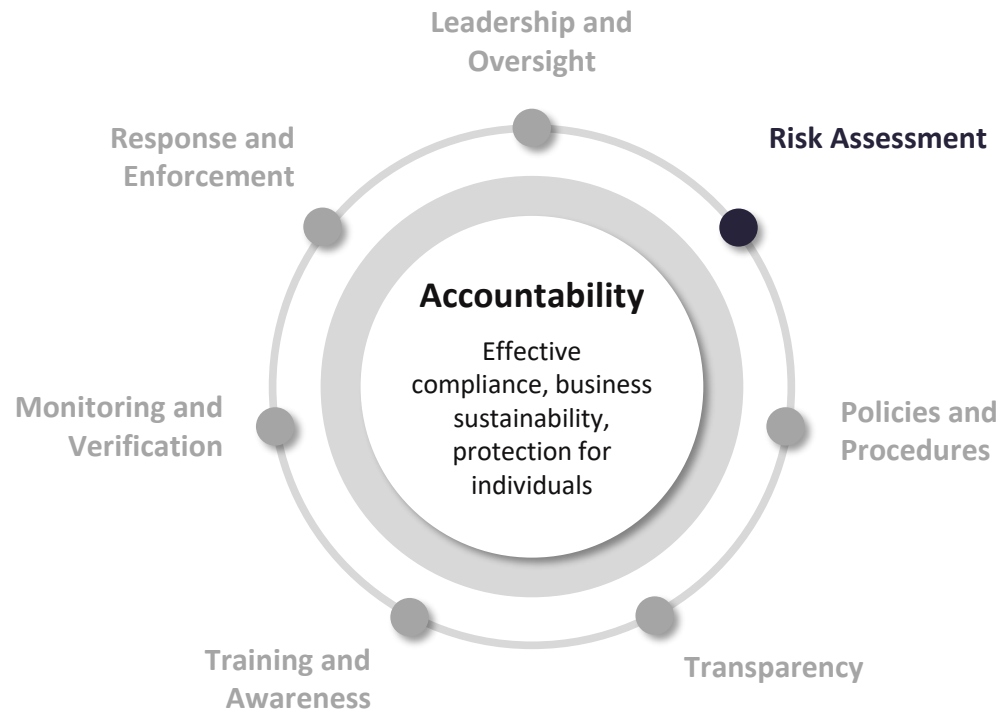 Leadership and
Oversight
Risk Assessment
Response and
Enforcement
Accountability
Effective
compliance, business
sustainability,
protection for
individuals
Monitoring and
Verification
Policies and
Procedures
Training and
Awareness
Transparency